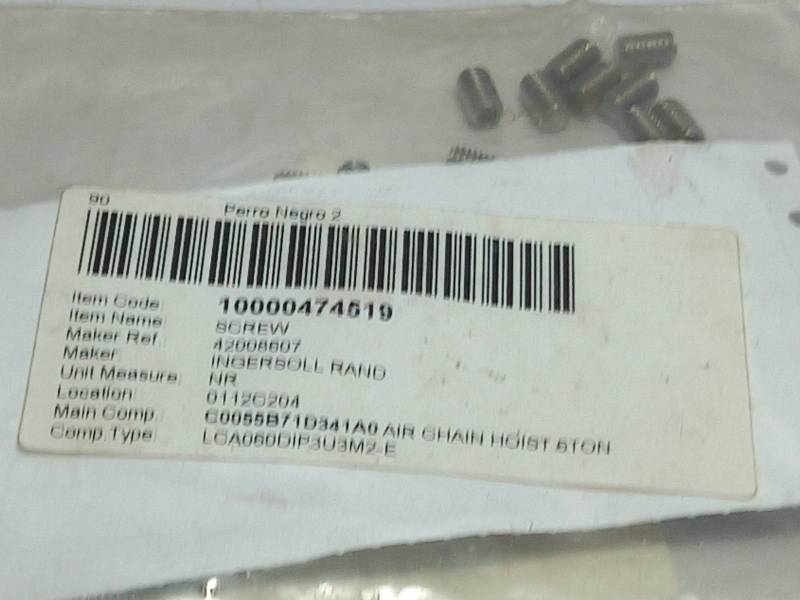 90 Perro Negro 2
Item Code 10000474519
Item Name SCREW
Maker Ref. 42008607
Maker INGERSOLL RAND
Unit Measure: NR
Location: 0112C204
Main Comp.: C0055B71D341A0 AIR CHAIN HOIST 6TON
Comp.Type: LCA060DIP3U3M2-E